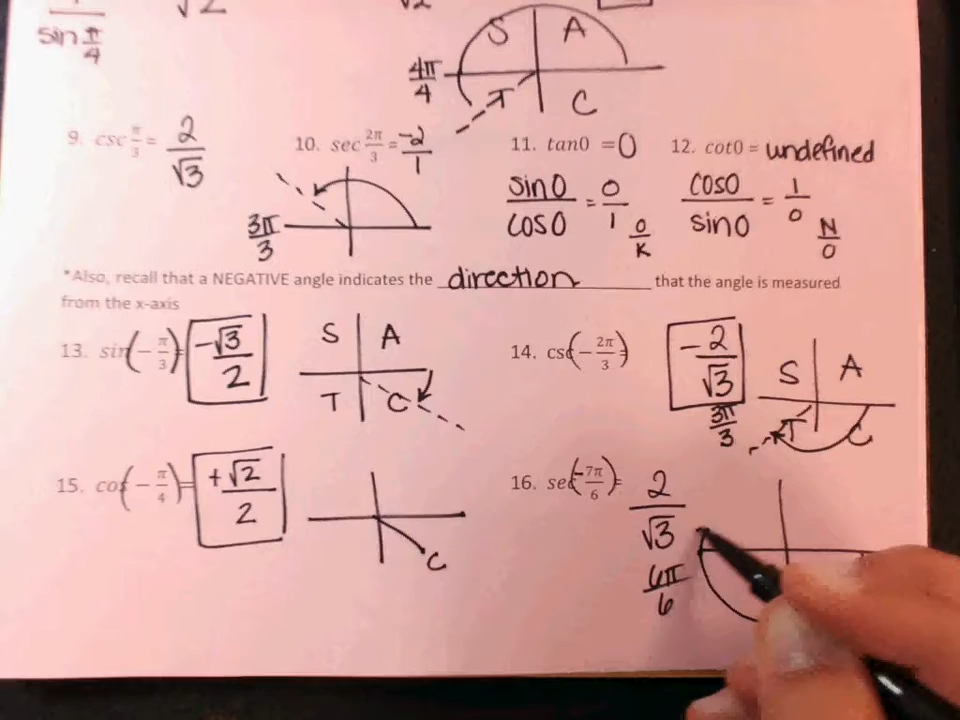 sin π/4
√2
√2
S A
4π/4 T C
9. csc π/3 = 2/√3
10. sec 2π/3 = -2/1
3π/3
11. tan0 = 0
sin0/cos0 = 0/1 0/K
12. cot0 = undefined
cos0/sin0 = 1/0 N/0
*Also, recall that a NEGATIVE angle indicates the direction that the angle is measured
from the x-axis
13. sin(-π/3) = -√3/2
S A
T C
14. csc(-2π/3) = -2/√3
3π/3
S A
T C
15. cos(-π/4) = +√2/2
C
16. sec(-7π/6) = 2/√3
6π/6